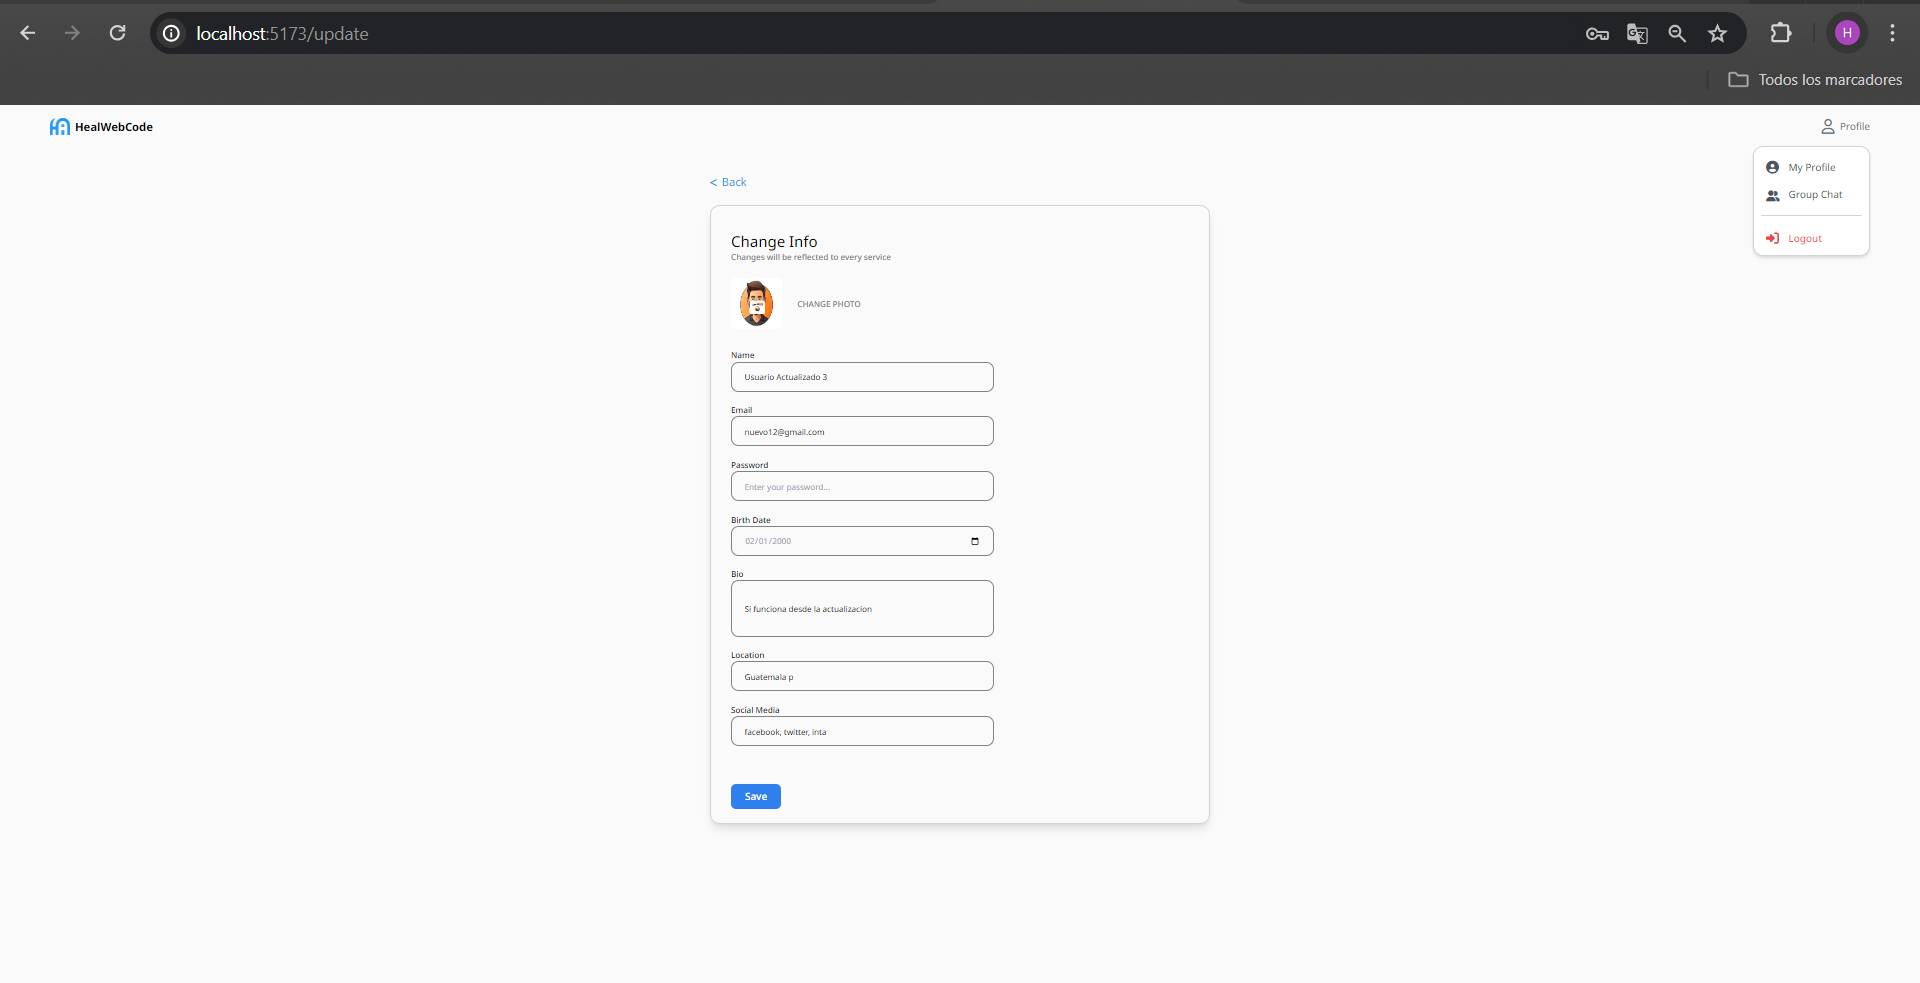 localhost:5173/update
H
Todos los marcadores
HealWebCode
Profile
My Profile
Group Chat
Logout
< Back
Change Info
Changes will be reflected to every service
CHANGE PHOTO
Name
Usuario Actualizado 3
Email
nuevo12@gmail.com
Password
Enter your password...
Birth Date
02/01/2000
Bio
Si funciona desde la actualizacion
Location
Guatemala p
Social Media
facebook, twitter, inta
Save